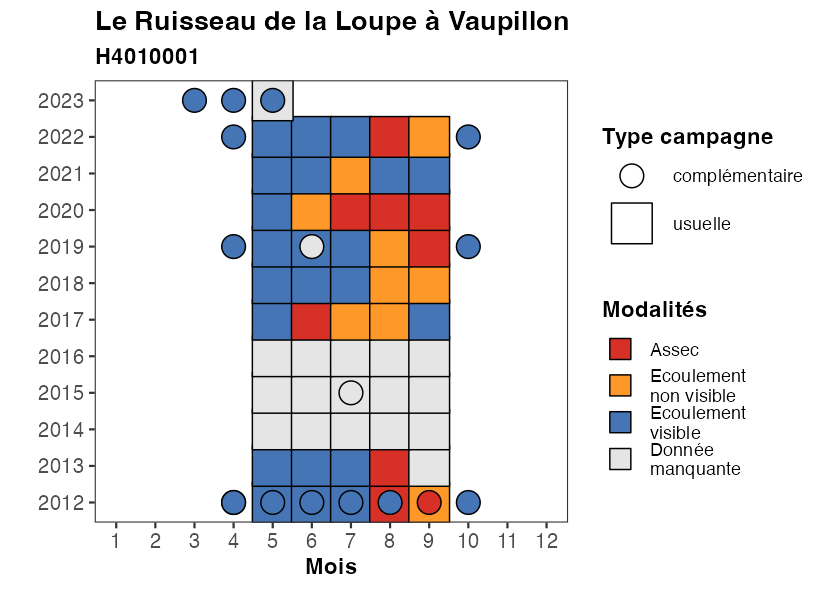 Le Ruisseau de la Loupe à Vaupillon
H4010001
2023
2022
2021
2020
2019
2018
2017
2016
2015
2014
2013
2012
1 2 3 4 5 6 7 8 9 10 11 12
Mois
Type campagne
complémentaire
usuelle
Modalités
Assec
Ecoulement
non visible
Ecoulement
visible
Donnée
manquante